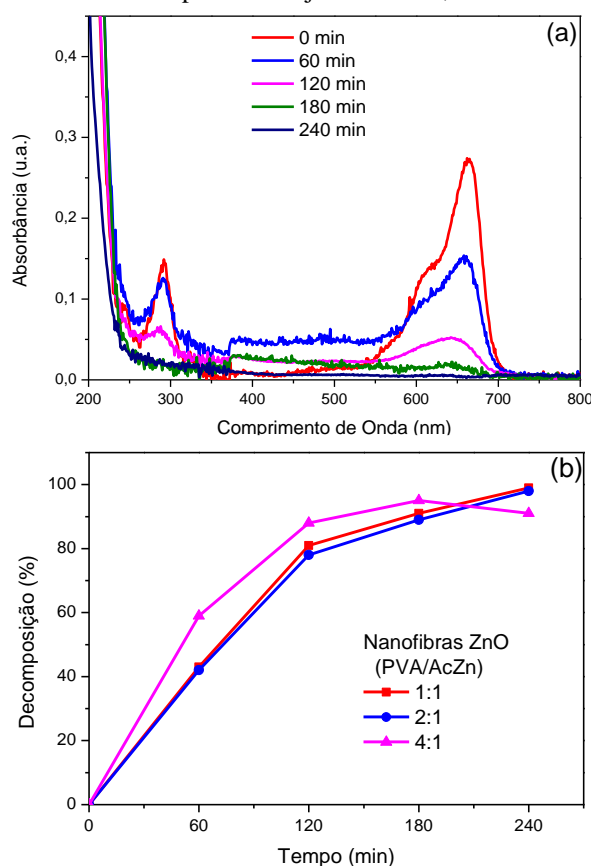 (a)
0 min
60 min
120 min
180 min
240 min
0,4
0,3
0,2
0,1
0,0
Absorbância (u.a.)
200 300 400 500 600 700 800
Comprimento de Onda (nm)
(b)
100
80
60
40
20
0
Decomposição (%)
Nanofibras ZnO
(PVA/AcZn)
1:1
2:1
4:1
0 60 120 180 240
Tempo (min)